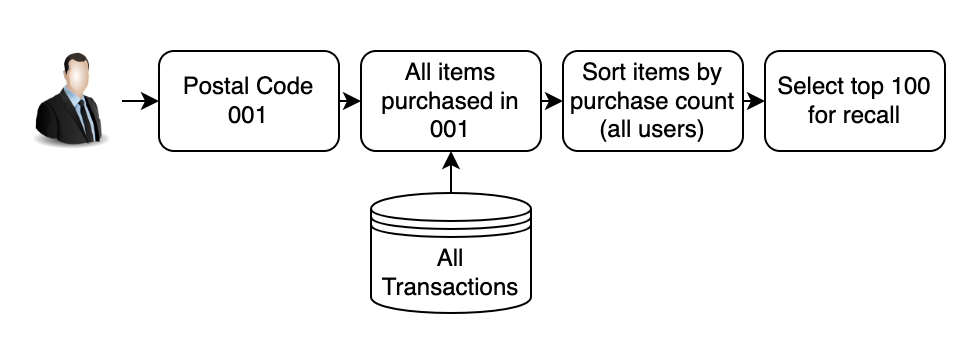 Postal Code
001
All items
purchased in
001
Sort items by
purchase count
(all users)
Select top 100
for recall
All
Transactions